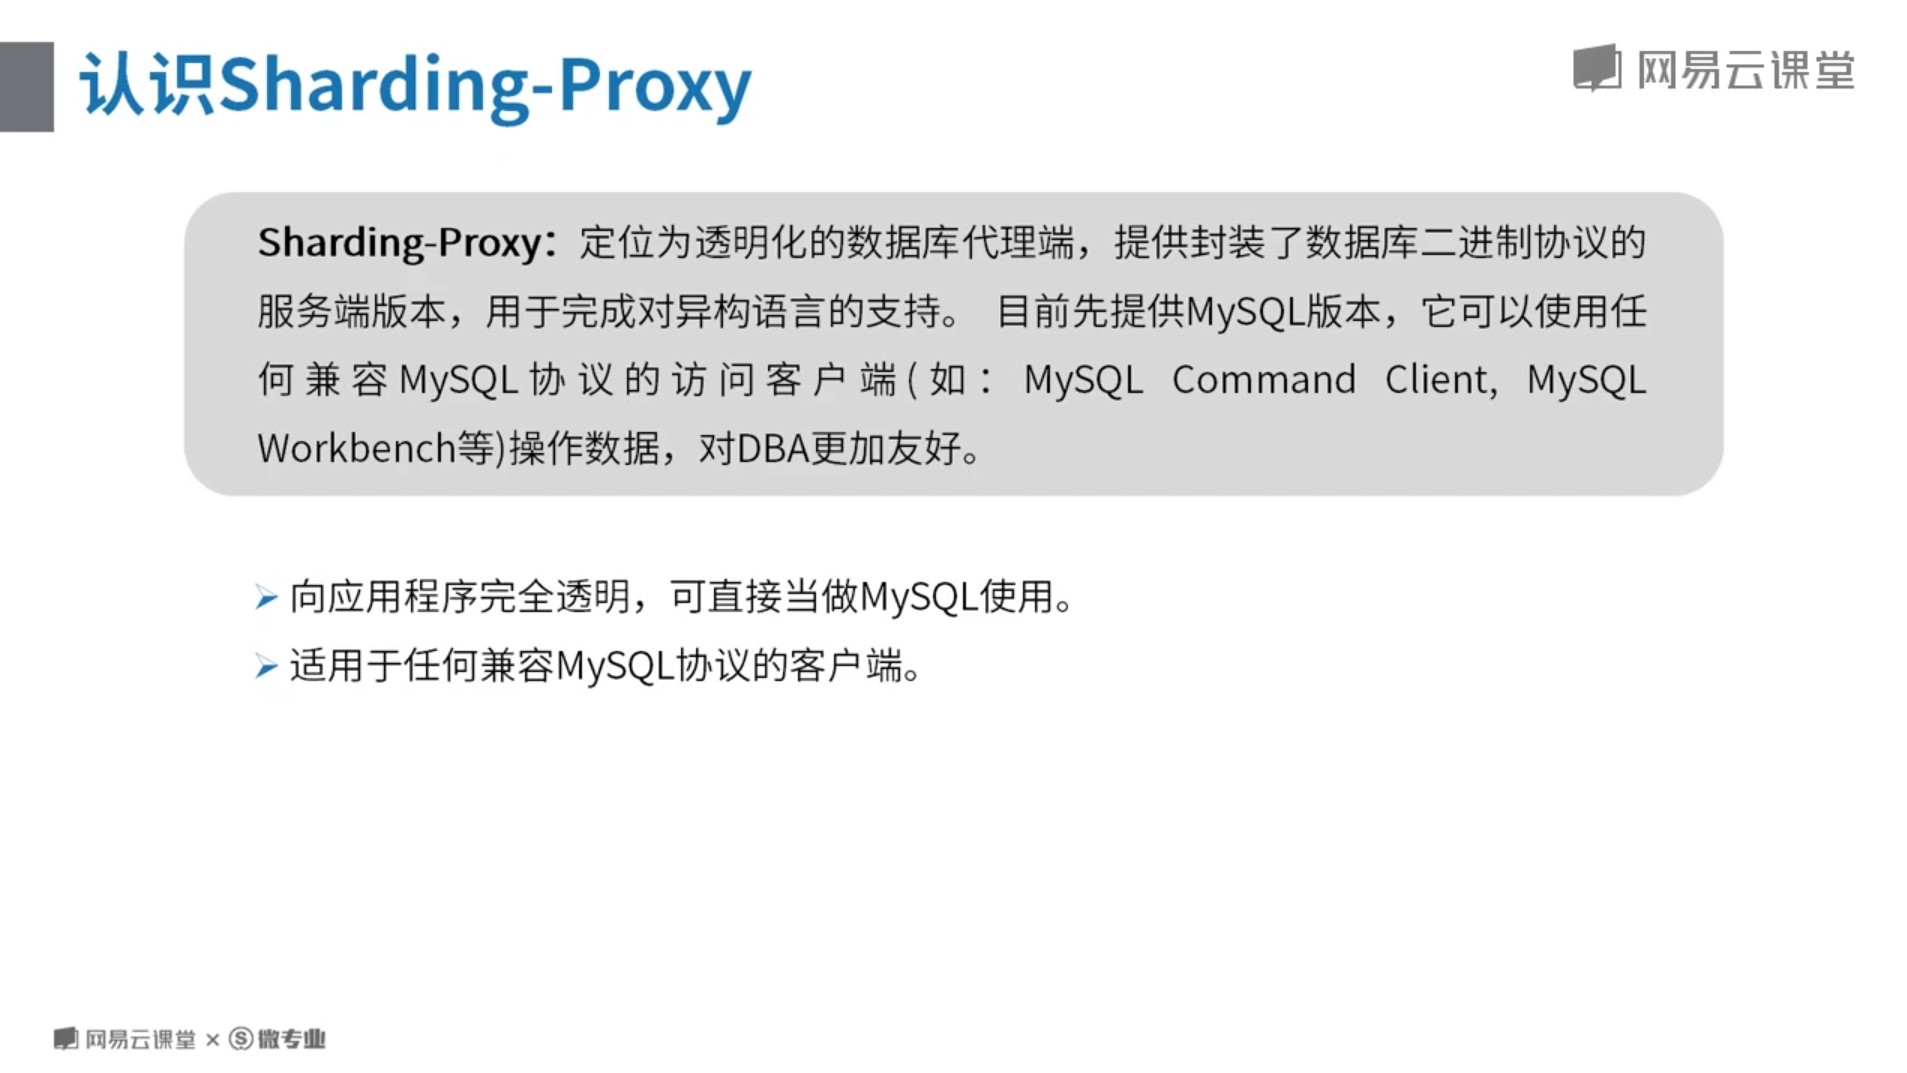 认识Sharding-Proxy
网易云课堂
Sharding-Proxy：定位为透明化的数据库代理端，提供封装了数据库二进制协议的
服务端版本，用于完成对异构语言的支持。 目前先提供MySQL版本，它可以使用任
何兼容MySQL协议的访问客户端(如：MySQL Command Client, MySQL
Workbench等)操作数据，对DBA更加友好。
➢ 向应用程序完全透明，可直接当做MySQL使用。
➢ 适用于任何兼容MySQL协议的客户端。
网易云课堂 × Ⓢ微专业